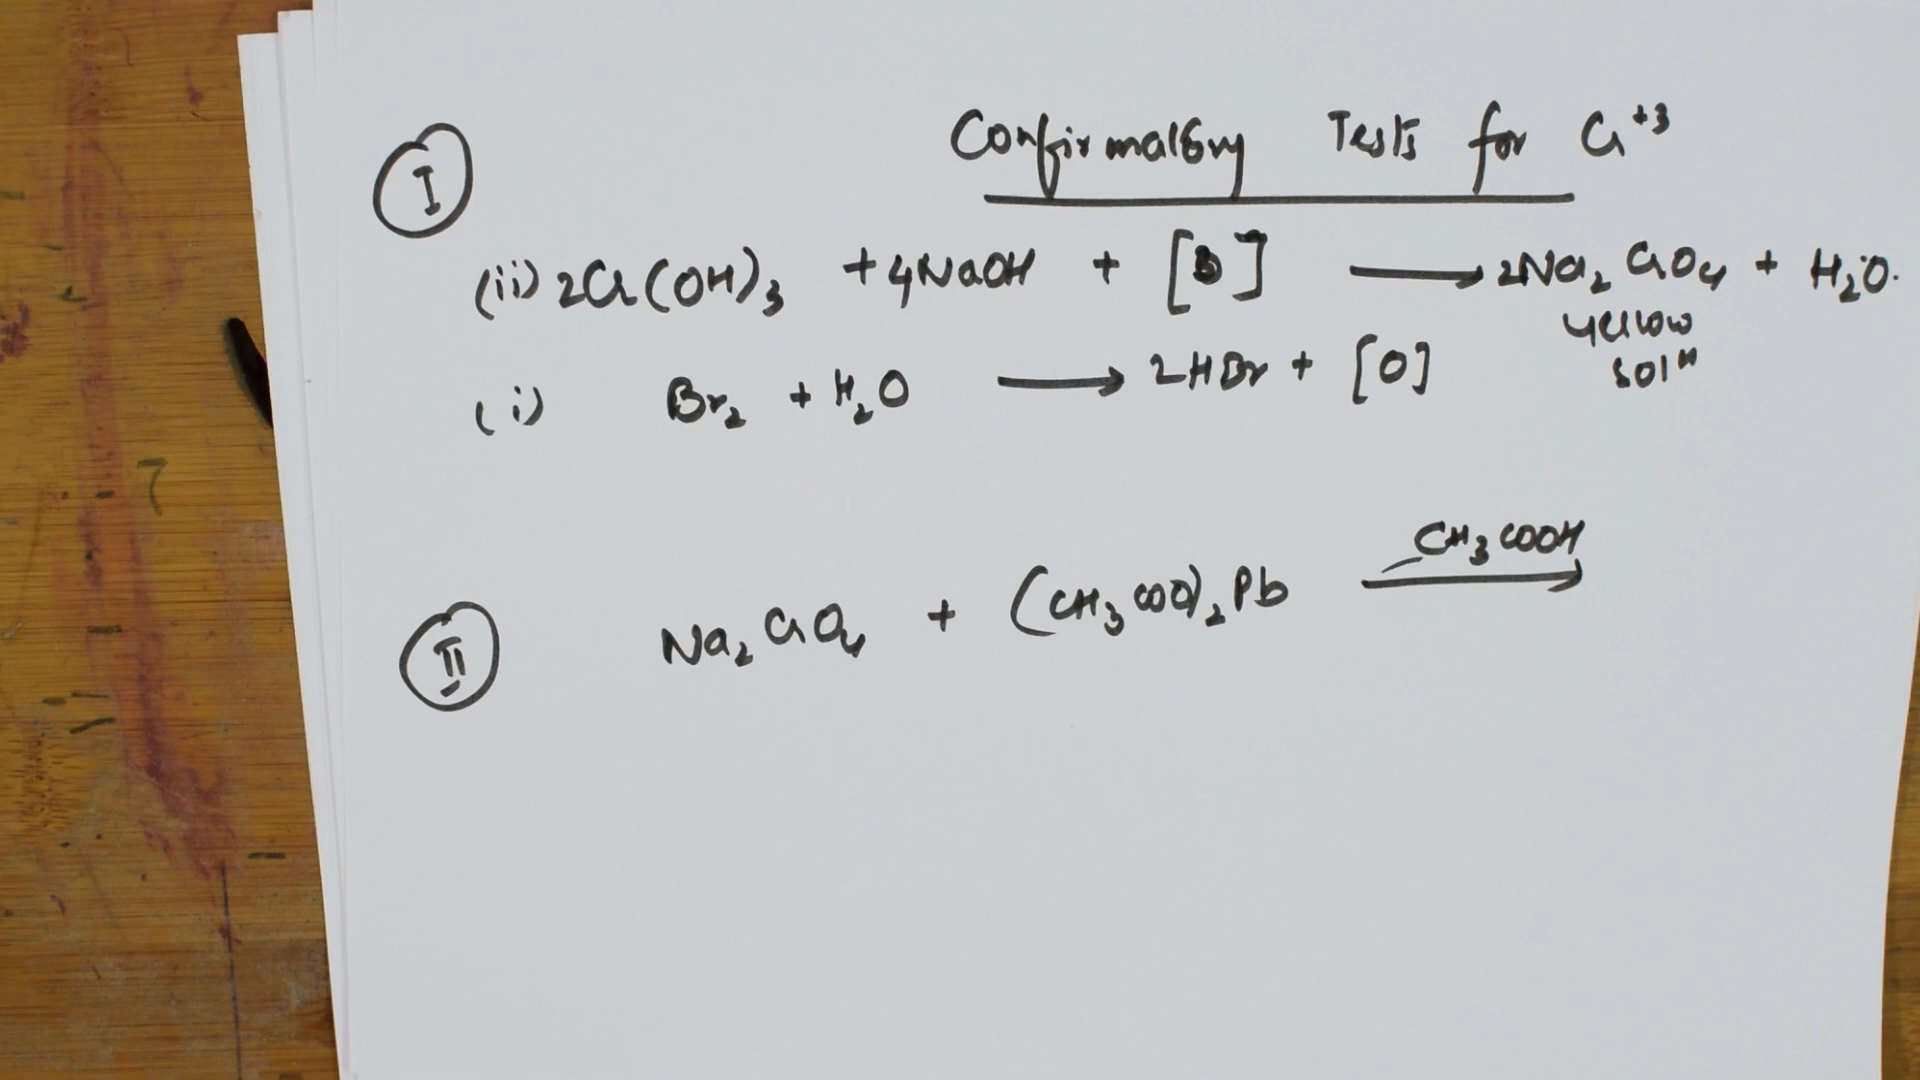 Confirmatory Tests for Cr⁺³
I
(ii) 2Cr(OH)₃ + 4NaOH + [O] ⟶ 2Na₂CrO₄ + H₂O.
Yellow
solⁿ
(i) Br₂ + H₂O ⟶ 2HBr + [O]
CH₃COOH
II Na₂CrO₄ + (CH₃COO)₂Pb ⟶